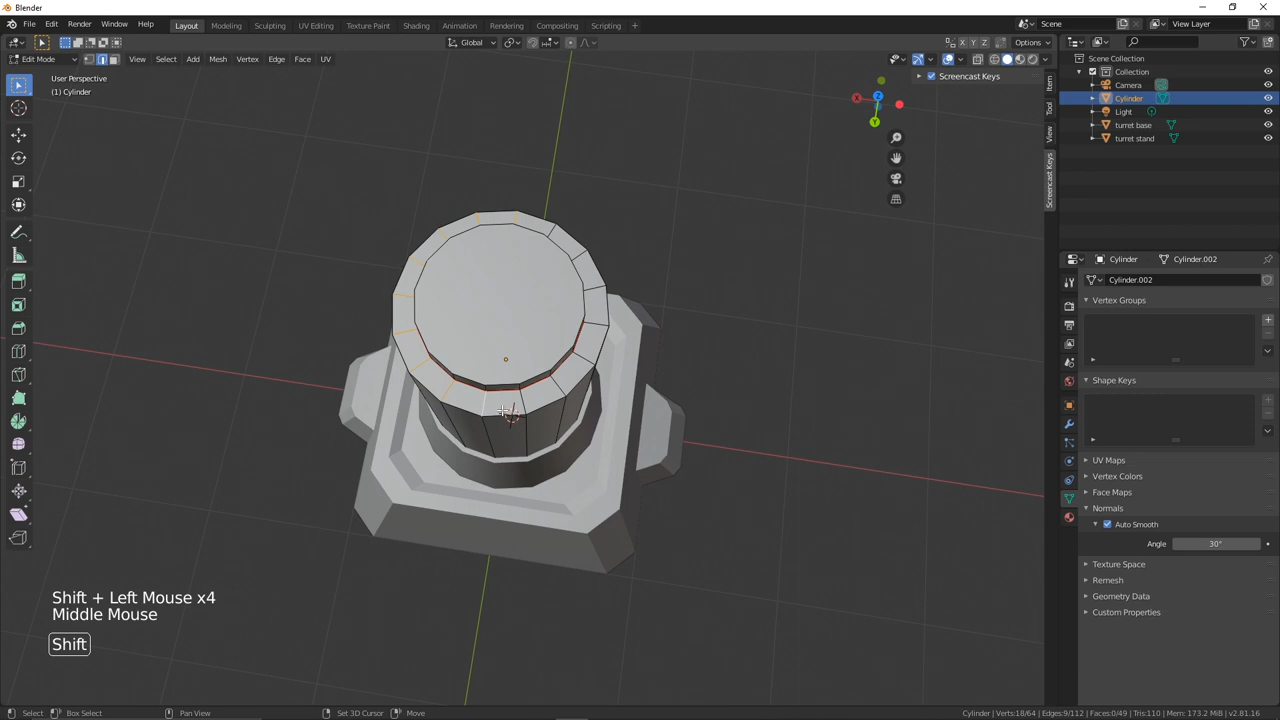 Blender
File Edit Render Window Help Layout Modeling Sculpting UV Editing Texture Paint Shading Animation Rendering Compositing Scripting + Scene View Layer
Global X Y Z Options
Edit Mode View Select Add Mesh Vertex Edge Face UV
User Perspective
(1) Cylinder
Screencast Keys
Item
Tool
View
Screencast Keys
X
Z
Y
Scene Collection
Collection
Camera
Cylinder
Light
turret base
turret stand
Cylinder Cylinder.002
Cylinder.002
Vertex Groups
Shape Keys
UV Maps
Vertex Colors
Face Maps
Normals
Auto Smooth
Angle 30°
Texture Space
Remesh
Geometry Data
Custom Properties
Shift + Left Mouse x4
Middle Mouse
Shift
Select Box Select Pan View Set 3D Cursor Move Cylinder | Verts:18/64 | Edges:9/112 | Faces:0/49 | Tris:110 | Mem: 173.2 MiB | v2.81.16